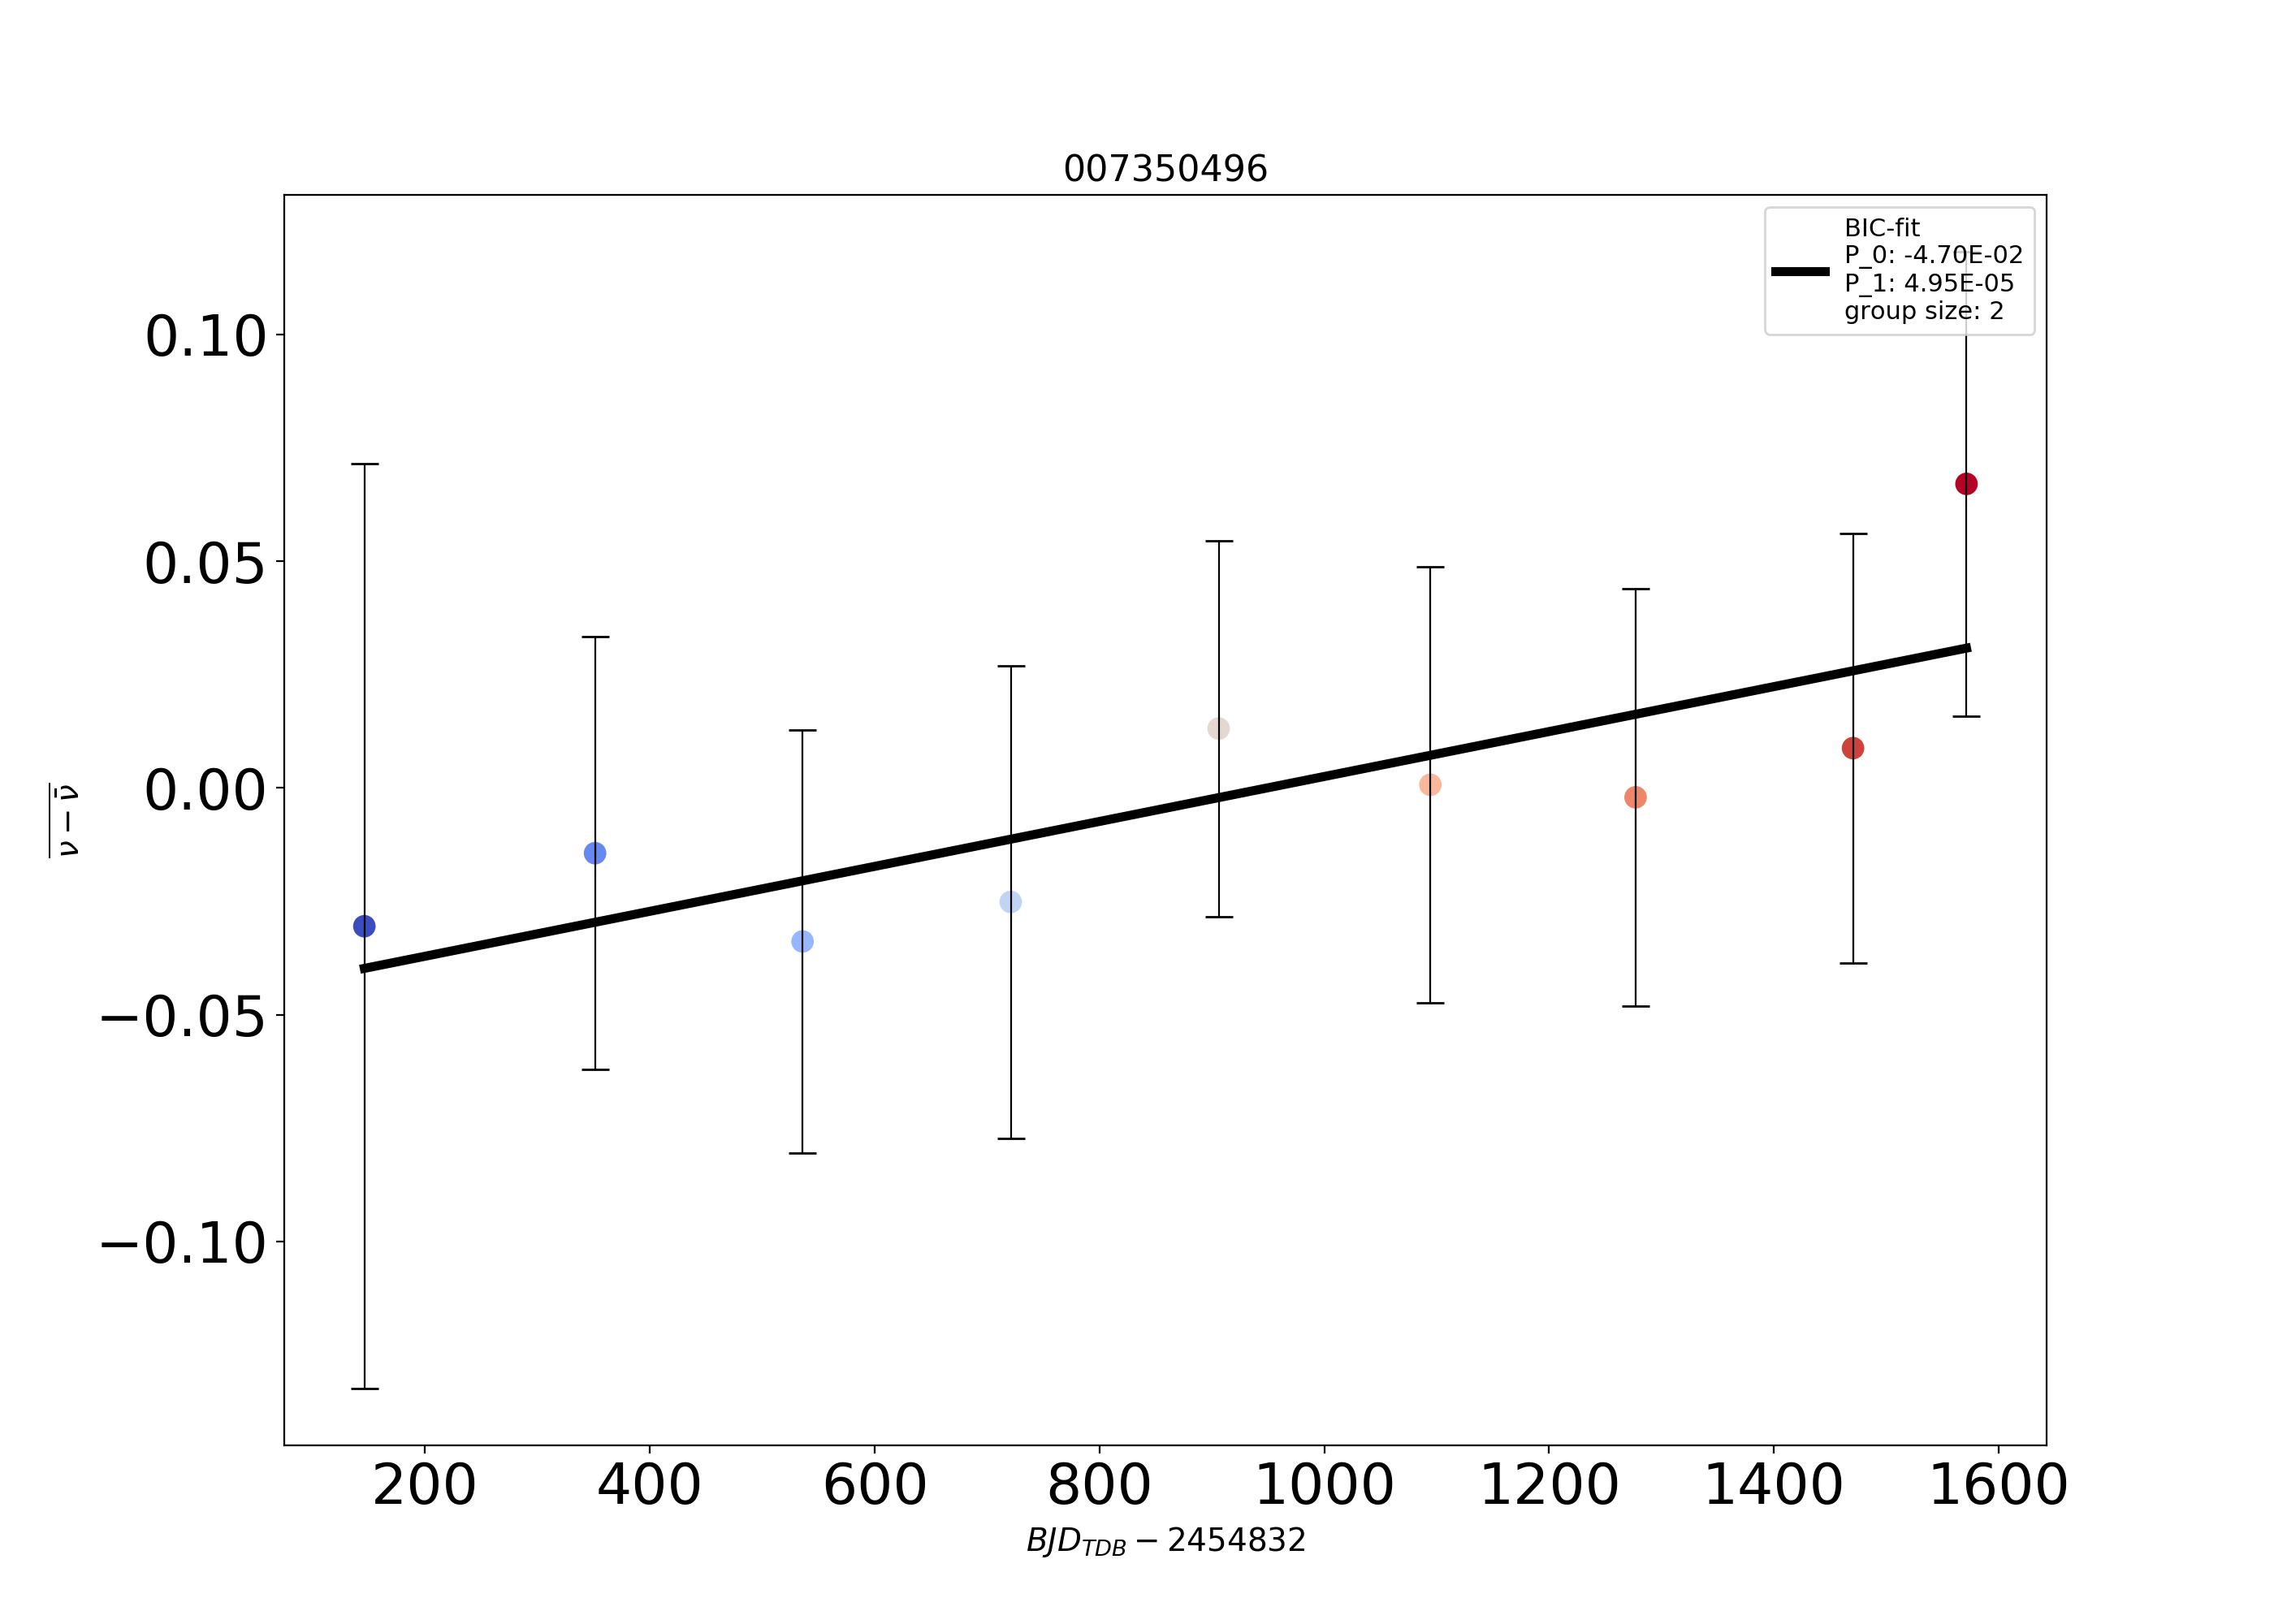 007350496
BIC-fit
P_0: -4.70E-02
P_1: 4.95E-05
group size: 2
0.10
0.05
0.00
−0.05
−0.10
ν − ν̄
200 400 600 800 1000 1200 1400 1600
BJD_TDB − 2454832